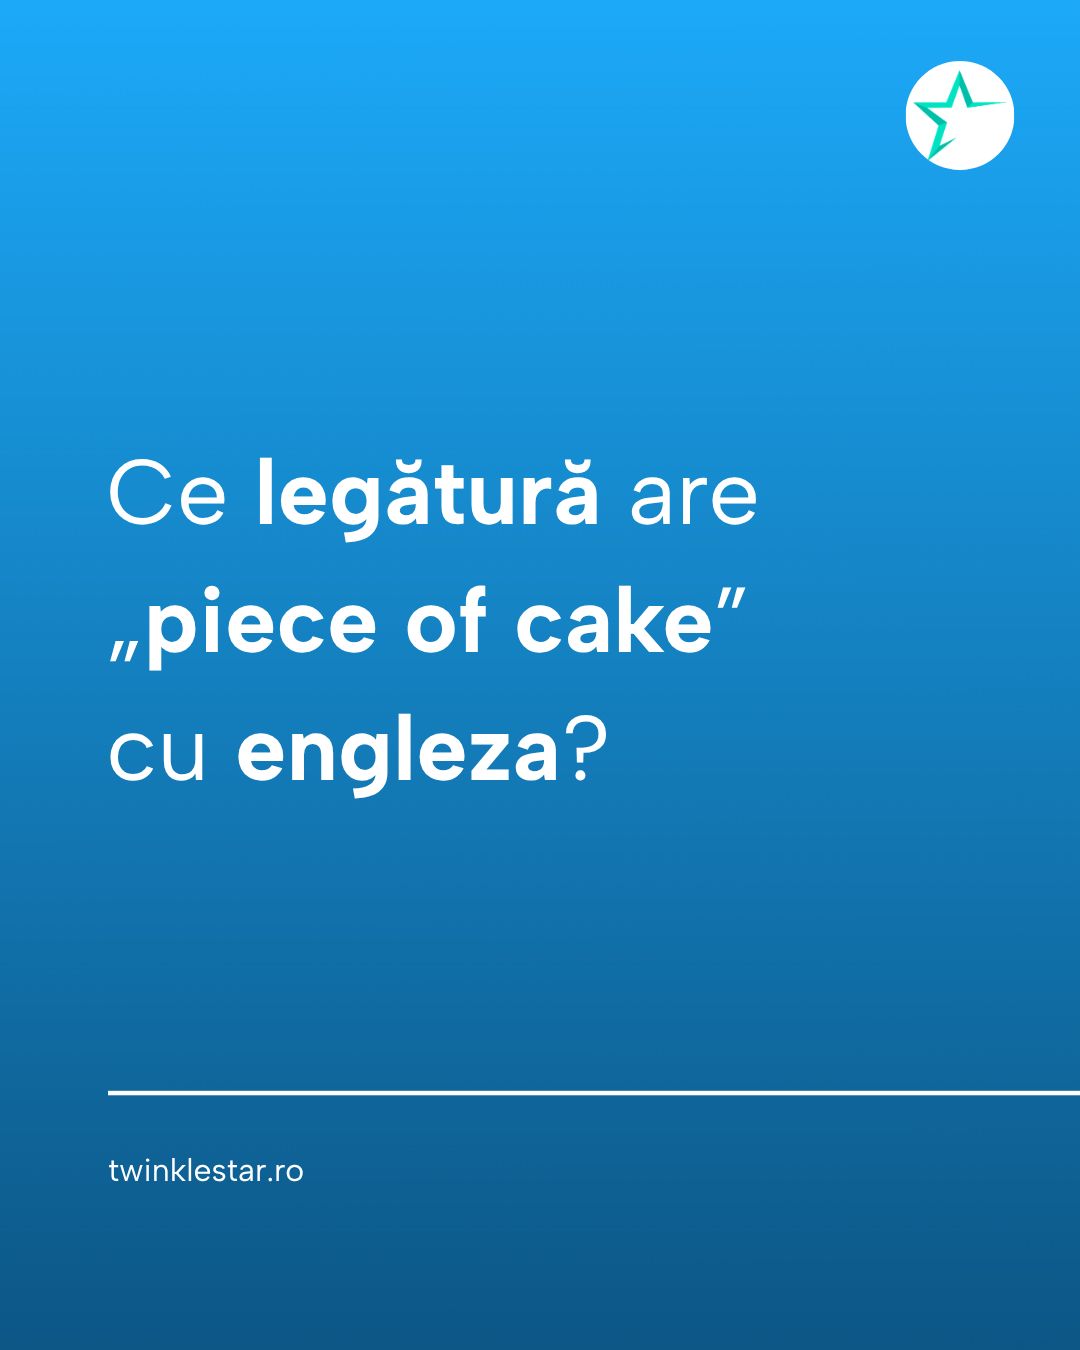 Ce legătură are
„piece of cake”
cu engleza?
twinklestar.ro